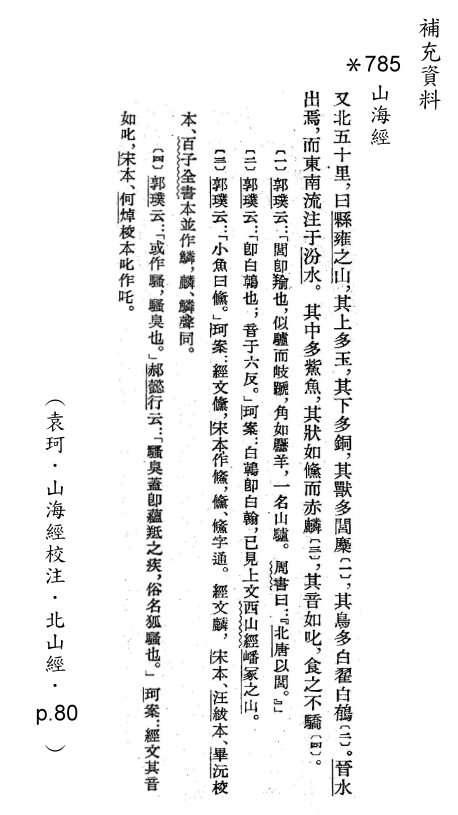 補充資料
＊785
山海經
又北五十里，曰縣雍之山，其上多玉，其下多銅，其獸多閭麋〔一〕，其鳥多白翟白䳑〔二〕。晉水
出焉，而東南流注于汾水。其中多鮆魚，其狀如儵而赤麟〔三〕，其音如叱，食之不驕〔四〕。
〔一〕郭璞云：「閭即羭也，似驢而岐蹏，角如麢羊，一名山驢。周書曰：『北唐以閭。』」
〔二〕郭璞云：「即白鵫也；音于六反。」珂案：白鵫即白翰，已見上文西山經嶓冢之山。
〔三〕郭璞云：「小魚曰儵。」珂案：經文儵，宋本作鯈，儵、鯈字通。經文麟，宋本、汪紱本、畢沅校
本、百子全書本並作鱗，麟、鱗聲同。
〔四〕郭璞云：「或作騷，騷臭也。」郝懿行云：「騷臭蓋即蘊羝之疾，俗名狐騷也。」珂案：經文其音
如叱，宋本、何焯校本叱作吒。
（袁珂．山海經校注．北山經．p.80）